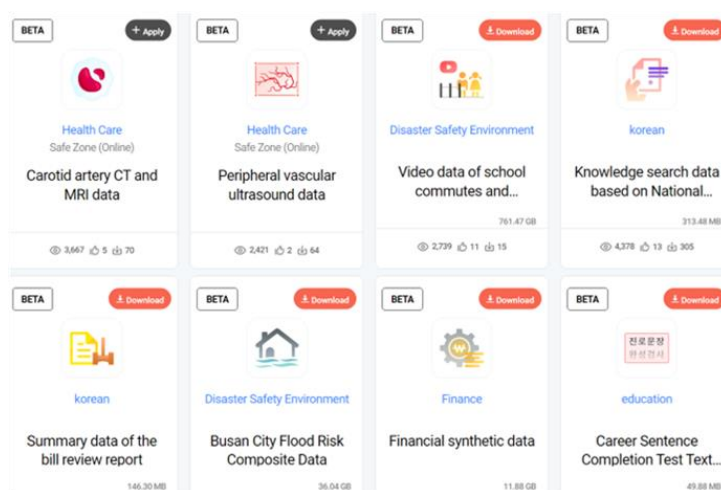 BETA
+ Apply
BETA
+ Apply
BETA
Download
BETA
Download
Health Care
Safe Zone (Online)
Carotid artery CT and
MRI data
3,667 5 70
Health Care
Safe Zone (Online)
Peripheral vascular
ultrasound data
2,421 2 64
Disaster Safety Environment
Video data of school
commutes and...
761.47 GB
2,739 11 15
korean
Knowledge search data
based on National...
313.48 MB
4,378 13 305
BETA
Download
BETA
Download
BETA
Download
BETA
Download
korean
Summary data of the
bill review report
146.30 MB
Disaster Safety Environment
Busan City Flood Risk
Composite Data
36.04 GB
Finance
Financial synthetic data
11.88 GB
진로문장
완성검사
education
Career Sentence
Completion Test Text...
49.88 MB